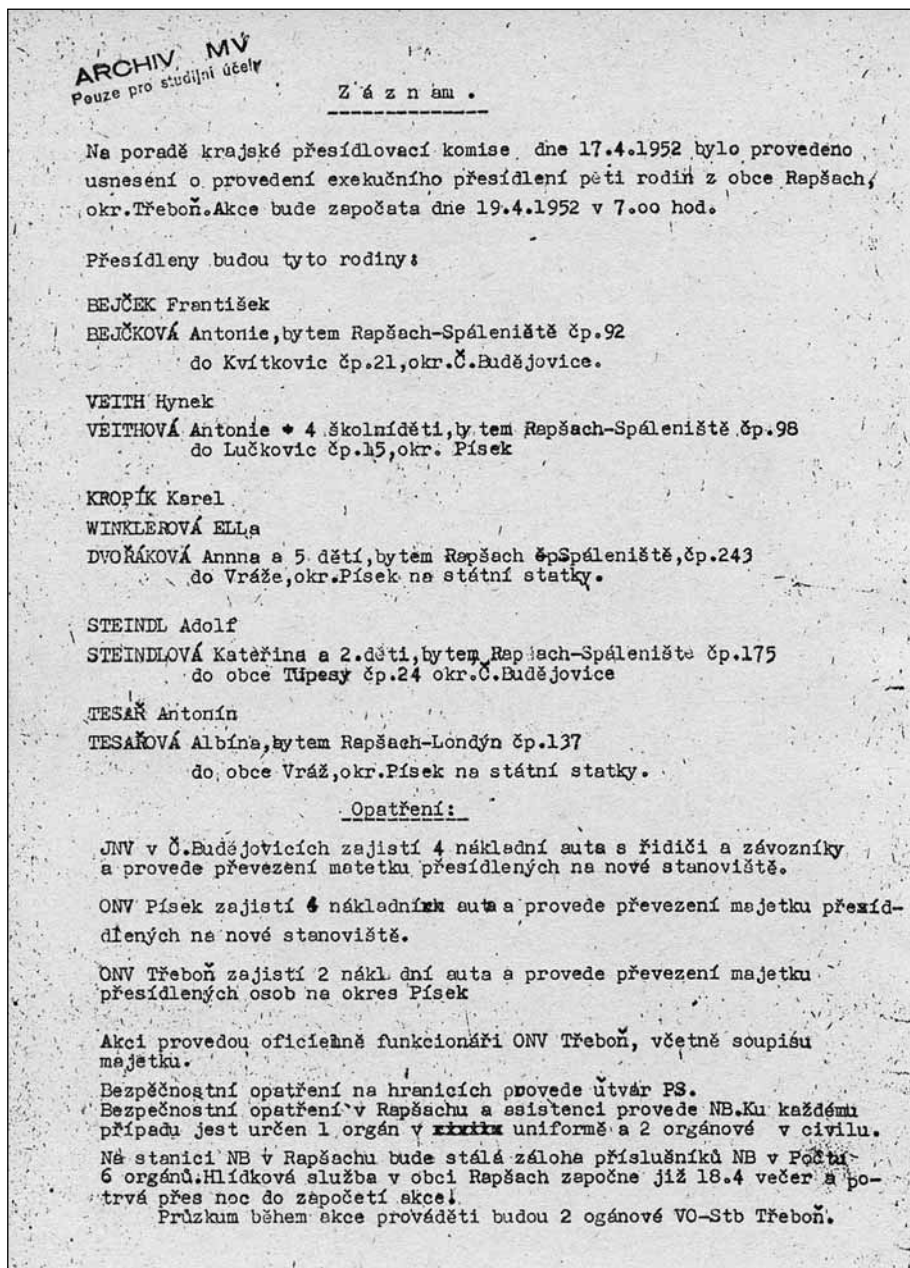 ARCHIV MV
Pouze pro studijní účely
Záznam.
Na poradě krajské přesídlovací komise dne 17.4.1952 bylo provedeno
usnesení o provedení exekučního přesídlení pěti rodin z obce Rapšach,
okr.Třeboň.Akce bude započata dne 19.4.1952 v 7.00 hod.
Přesídleny budou tyto rodiny:
BEJČEK František
BEJČKOVÁ Antonie,bytem Rapšach-Spáleniště čp.92
do Kvítkovic čp.21,okr.Č.Budějovice.
VEITH Hynek
VEITHOVÁ Antonie + 4 školníděti,by tem Rapšach-Spáleniště čp.98
do Lučkovic čp.15,okr. Písek
KROPÍK Karel
WINKLEROVÁ ELLa
DVOŘÁKOVÁ Annna a 5 dětí,bytem Rapšach čpSpáleniště,čp.243
do Vráže,okr.Písek na státní statky.
STEINDL Adolf
STEINDLOVÁ Kateřina a 2.děti,bytem Rapšach-Spáleniště čp.175
do obce Tupesy čp.24 okr.Č.Budějovice
TESAŘ Antonín
TESAŘOVÁ Albína,bytem Rapšach-Londýn čp.137
do obce Vráž,okr.Písek na státní statky.
Opatření:
JNV v Č.Budějovicích zajistí 4 nákladní auta s řidiči a závozníky
a provede převezení matetku přesídlených na nové stanoviště.
ONV Písek zajistí 4 nákladních auta a provede převezení majetku přesíd-
dlených na nové stanoviště.
ONV Třeboň zajistí 2 nákl dní auta a provede převezení majetku
přesídlených osob na okres Písek
Akci provedou oficielně funkcionáři ONV Třeboň, včetně soupisu
majetku.
Bezpěčnostní opatření na hranicích provede útvar PS.
Bezpečnostní opatření v Rapšachu a asistenci provede NB.Ku každému
případu jest určen 1 orgán v uniformě a 2 orgánové v civilu.
Na stanici NB v Rapšachu bude stálá záloha příslušníků NB v Počtu
6 orgánů.Hlídková služba v obci Rapšach započne již 18.4 večer a po-
trvá přes noc do započetí akce.
Průzkum během akce prováděti budou 2 ogánové VO-Stb Třeboň.